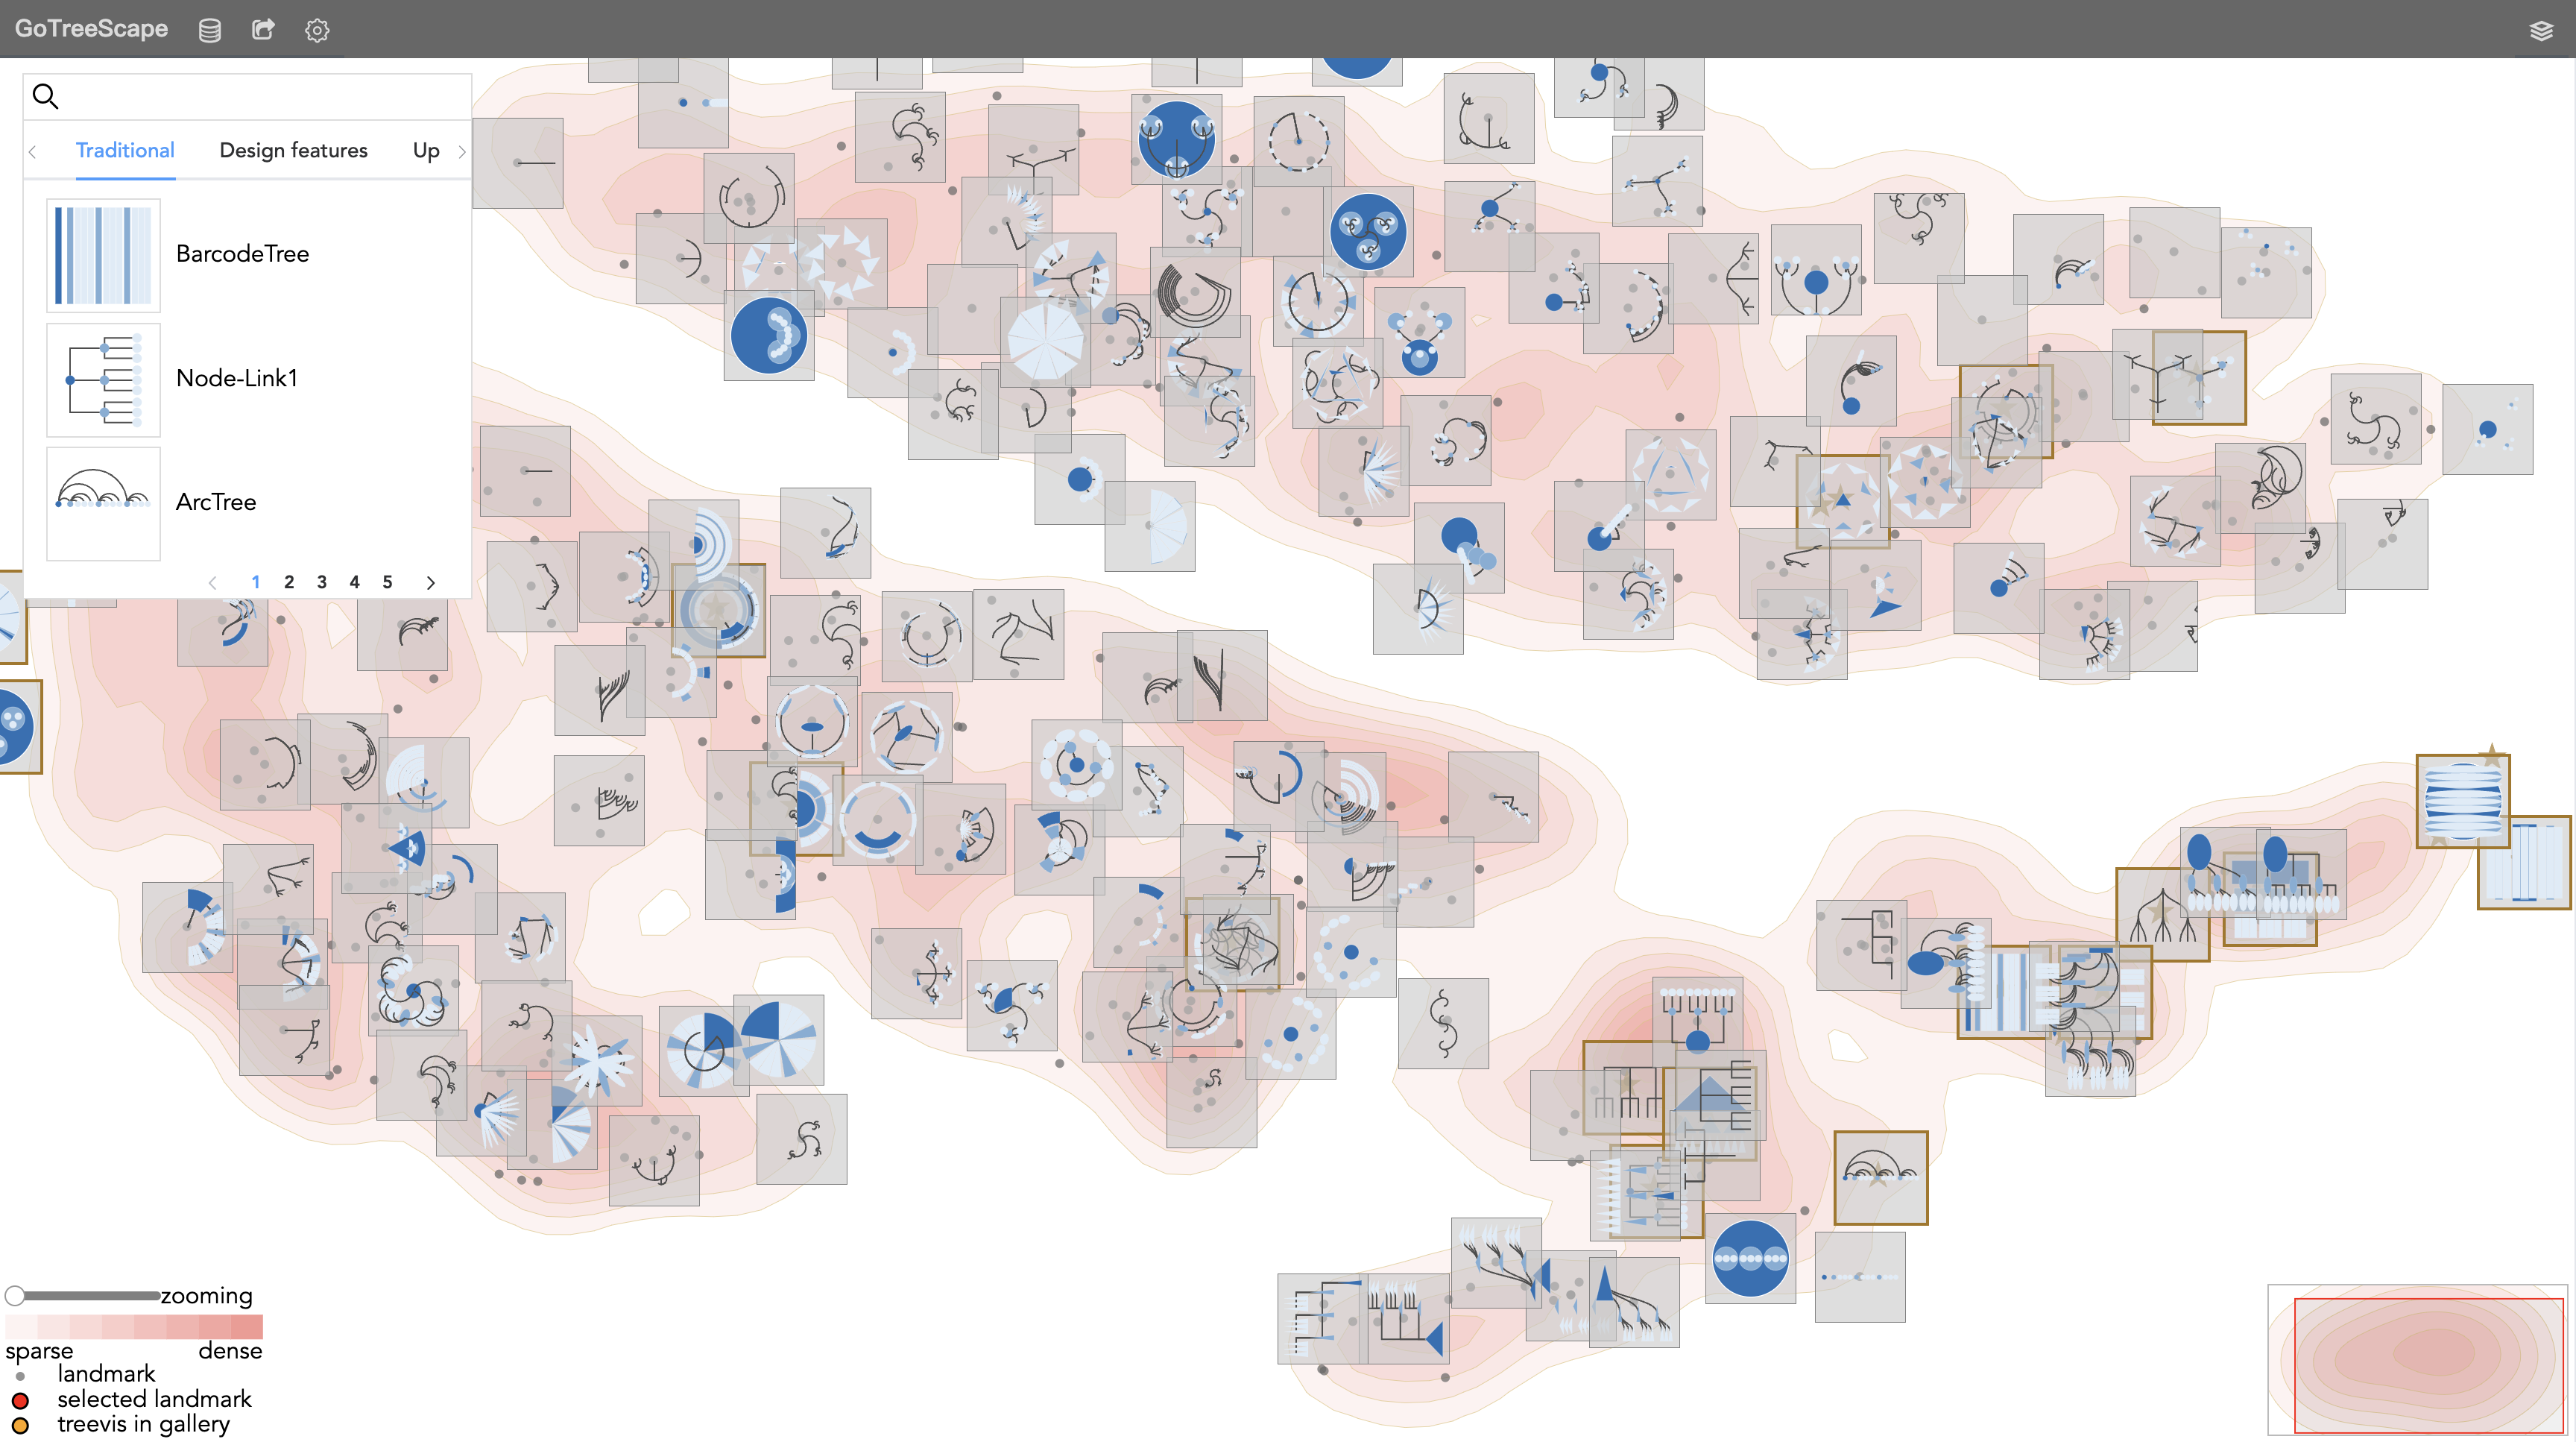 GoTreeScape
Traditional
Design features
Up
BarcodeTree
Node-Link1
ArcTree
1 2 3 4 5
zooming
sparse dense
landmark
selected landmark
treevis in gallery